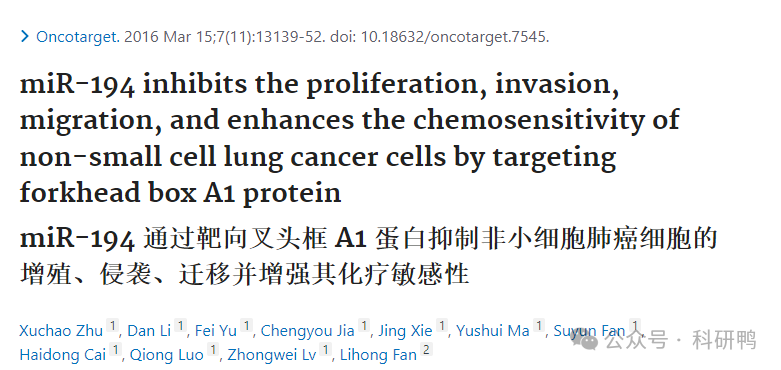 Oncotarget. 2016 Mar 15;7(11):13139-52. doi: 10.18632/oncotarget.7545.
miR-194 inhibits the proliferation, invasion,
migration, and enhances the chemosensitivity of
non-small cell lung cancer cells by targeting
forkhead box A1 protein
miR-194 通过靶向叉头框 A1 蛋白抑制非小细胞肺癌细胞的
增殖、侵袭、迁移并增强其化疗敏感性
Xuchao Zhu 1, Dan Li 1, Fei Yu 1, Chengyou Jia 1, Jing Xie 1, Yushui Ma 1, Suyun Fan 1,
Haidong Cai 1, Qiong Luo 1, Zhongwei Lv 1, Lihong Fan 2
公众号 · 科研鸭